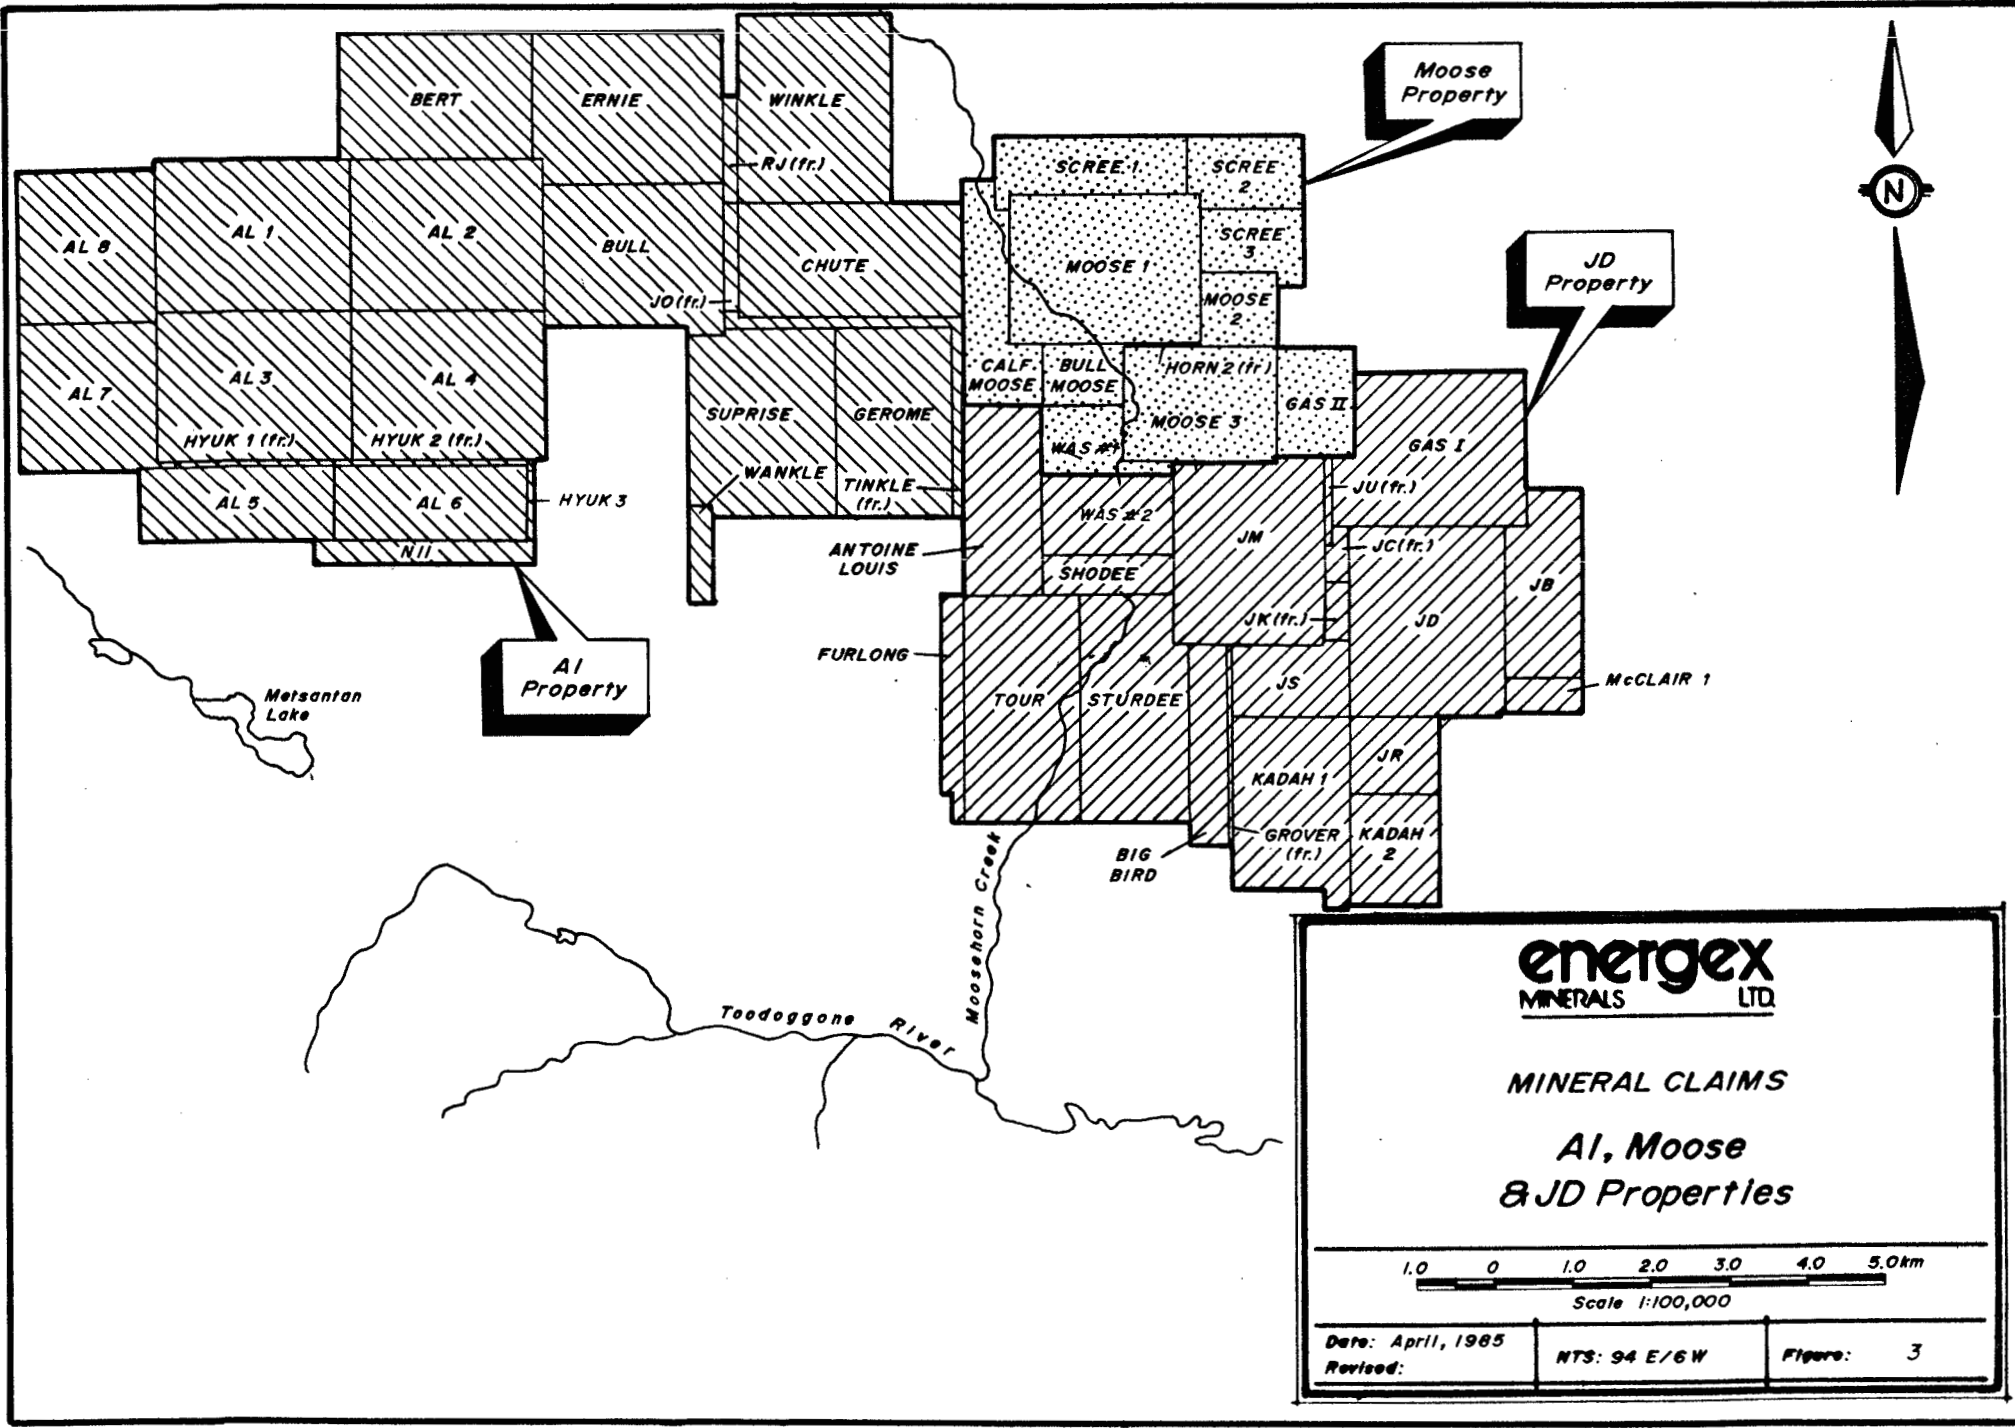 Moose
Property
BERT
ERNIE
WINKLE
RJ (fr.)
SCREE 1
SCREE
2
AL 8
AL 1
AL 2
BULL
CHUTE
MOOSE 1
SCREE
3
JD
Property
JO (fr.)
MOOSE
2
AL 7
AL 3
AL 4
CALF
MOOSE
BULL
MOOSE
HORN 2 (fr)
GAS II
SUPRISE
GEROME
MOOSE 3
HYUK 1 (fr.)
HYUK 2 (fr.)
WAS #1
GAS I
WANKLE
TINKLE
(fr.)
JU (fr.)
AL 5
AL 6
HYUK 3
WAS #2
JM
N11
ANTOINE
LOUIS
JC (fr.)
SHODEE
JB
JK (fr.)
JD
FURLONG
Al
Property
Metsantan
Lake
TOUR
STURDEE
JS
McCLAIR 1
KADAH 1
JR
BIG
BIRD
GROVER
(fr.)
KADAH
2
Moosehorn Creek
Toodoggone River
N
energex
MINERALS LTD.
MINERAL CLAIMS
Al, Moose
& JD Properties
1.0 0 1.0 2.0 3.0 4.0 5.0 km
Scale 1:100,000
Date: April, 1985
Revised:
NTS: 94 E/6 W
Figure: 3